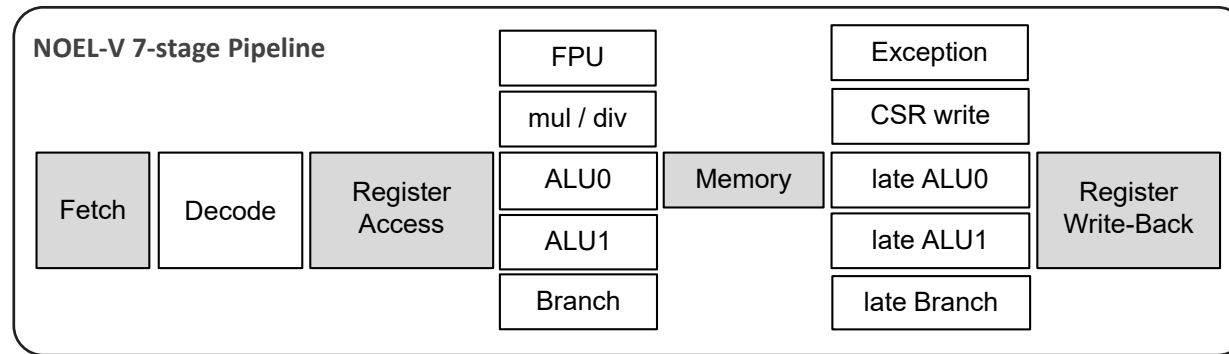 NOEL-V 7-stage Pipeline
Fetch
Decode
Register
Access
FPU
mul / div
ALU0
ALU1
Branch
Memory
Exception
CSR write
late ALU0
late ALU1
late Branch
Register
Write-Back